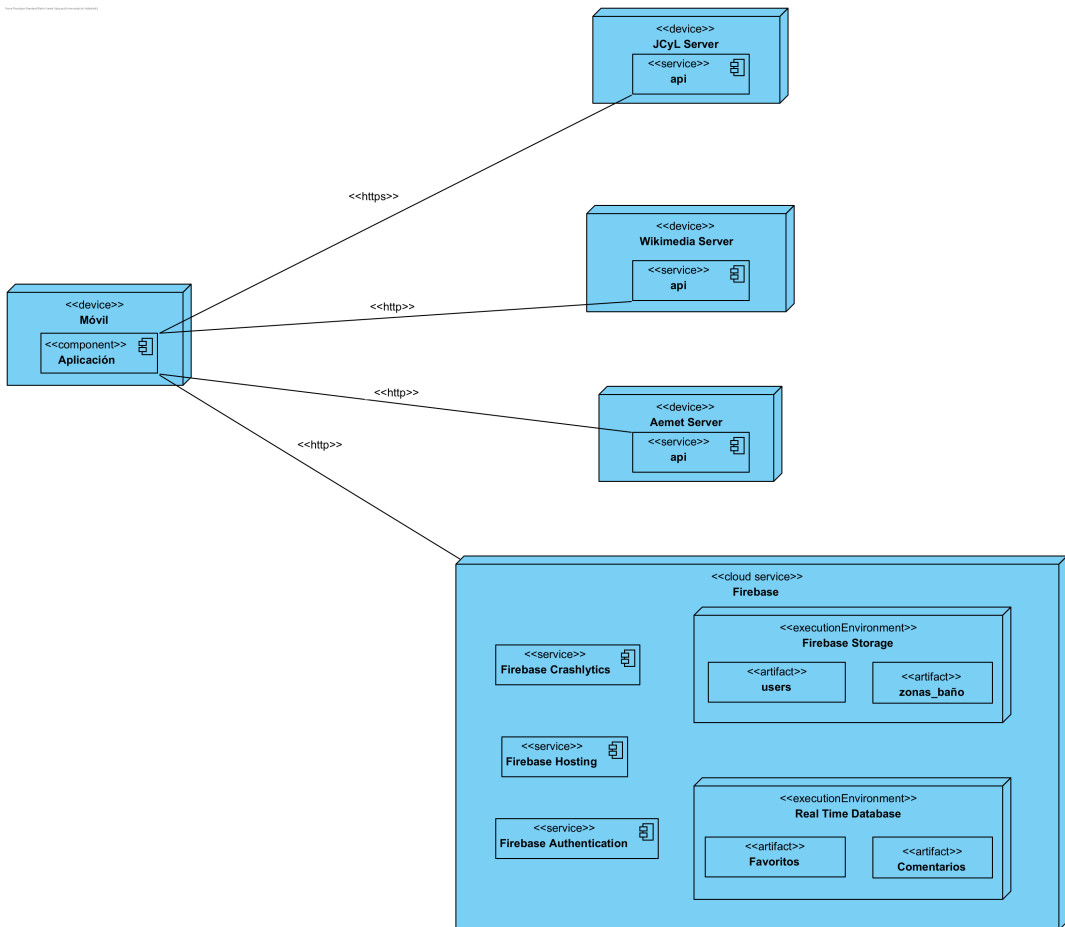 <<device>>
JCyL Server
<<service>>
api
<<https>>
<<device>>
Wikimedia Server
<<service>>
api
<<device>>
Móvil
<<component>>
Aplicación
<<http>>
<<http>>
<<device>>
Aemet Server
<<service>>
api
<<http>>
<<cloud service>>
Firebase
<<service>>
Firebase Crashlytics
<<executionEnvironment>>
Firebase Storage
<<artifact>>
users
<<artifact>>
zonas_baño
<<service>>
Firebase Hosting
<<service>>
Firebase Authentication
<<executionEnvironment>>
Real Time Database
<<artifact>>
Favoritos
<<artifact>>
Comentarios